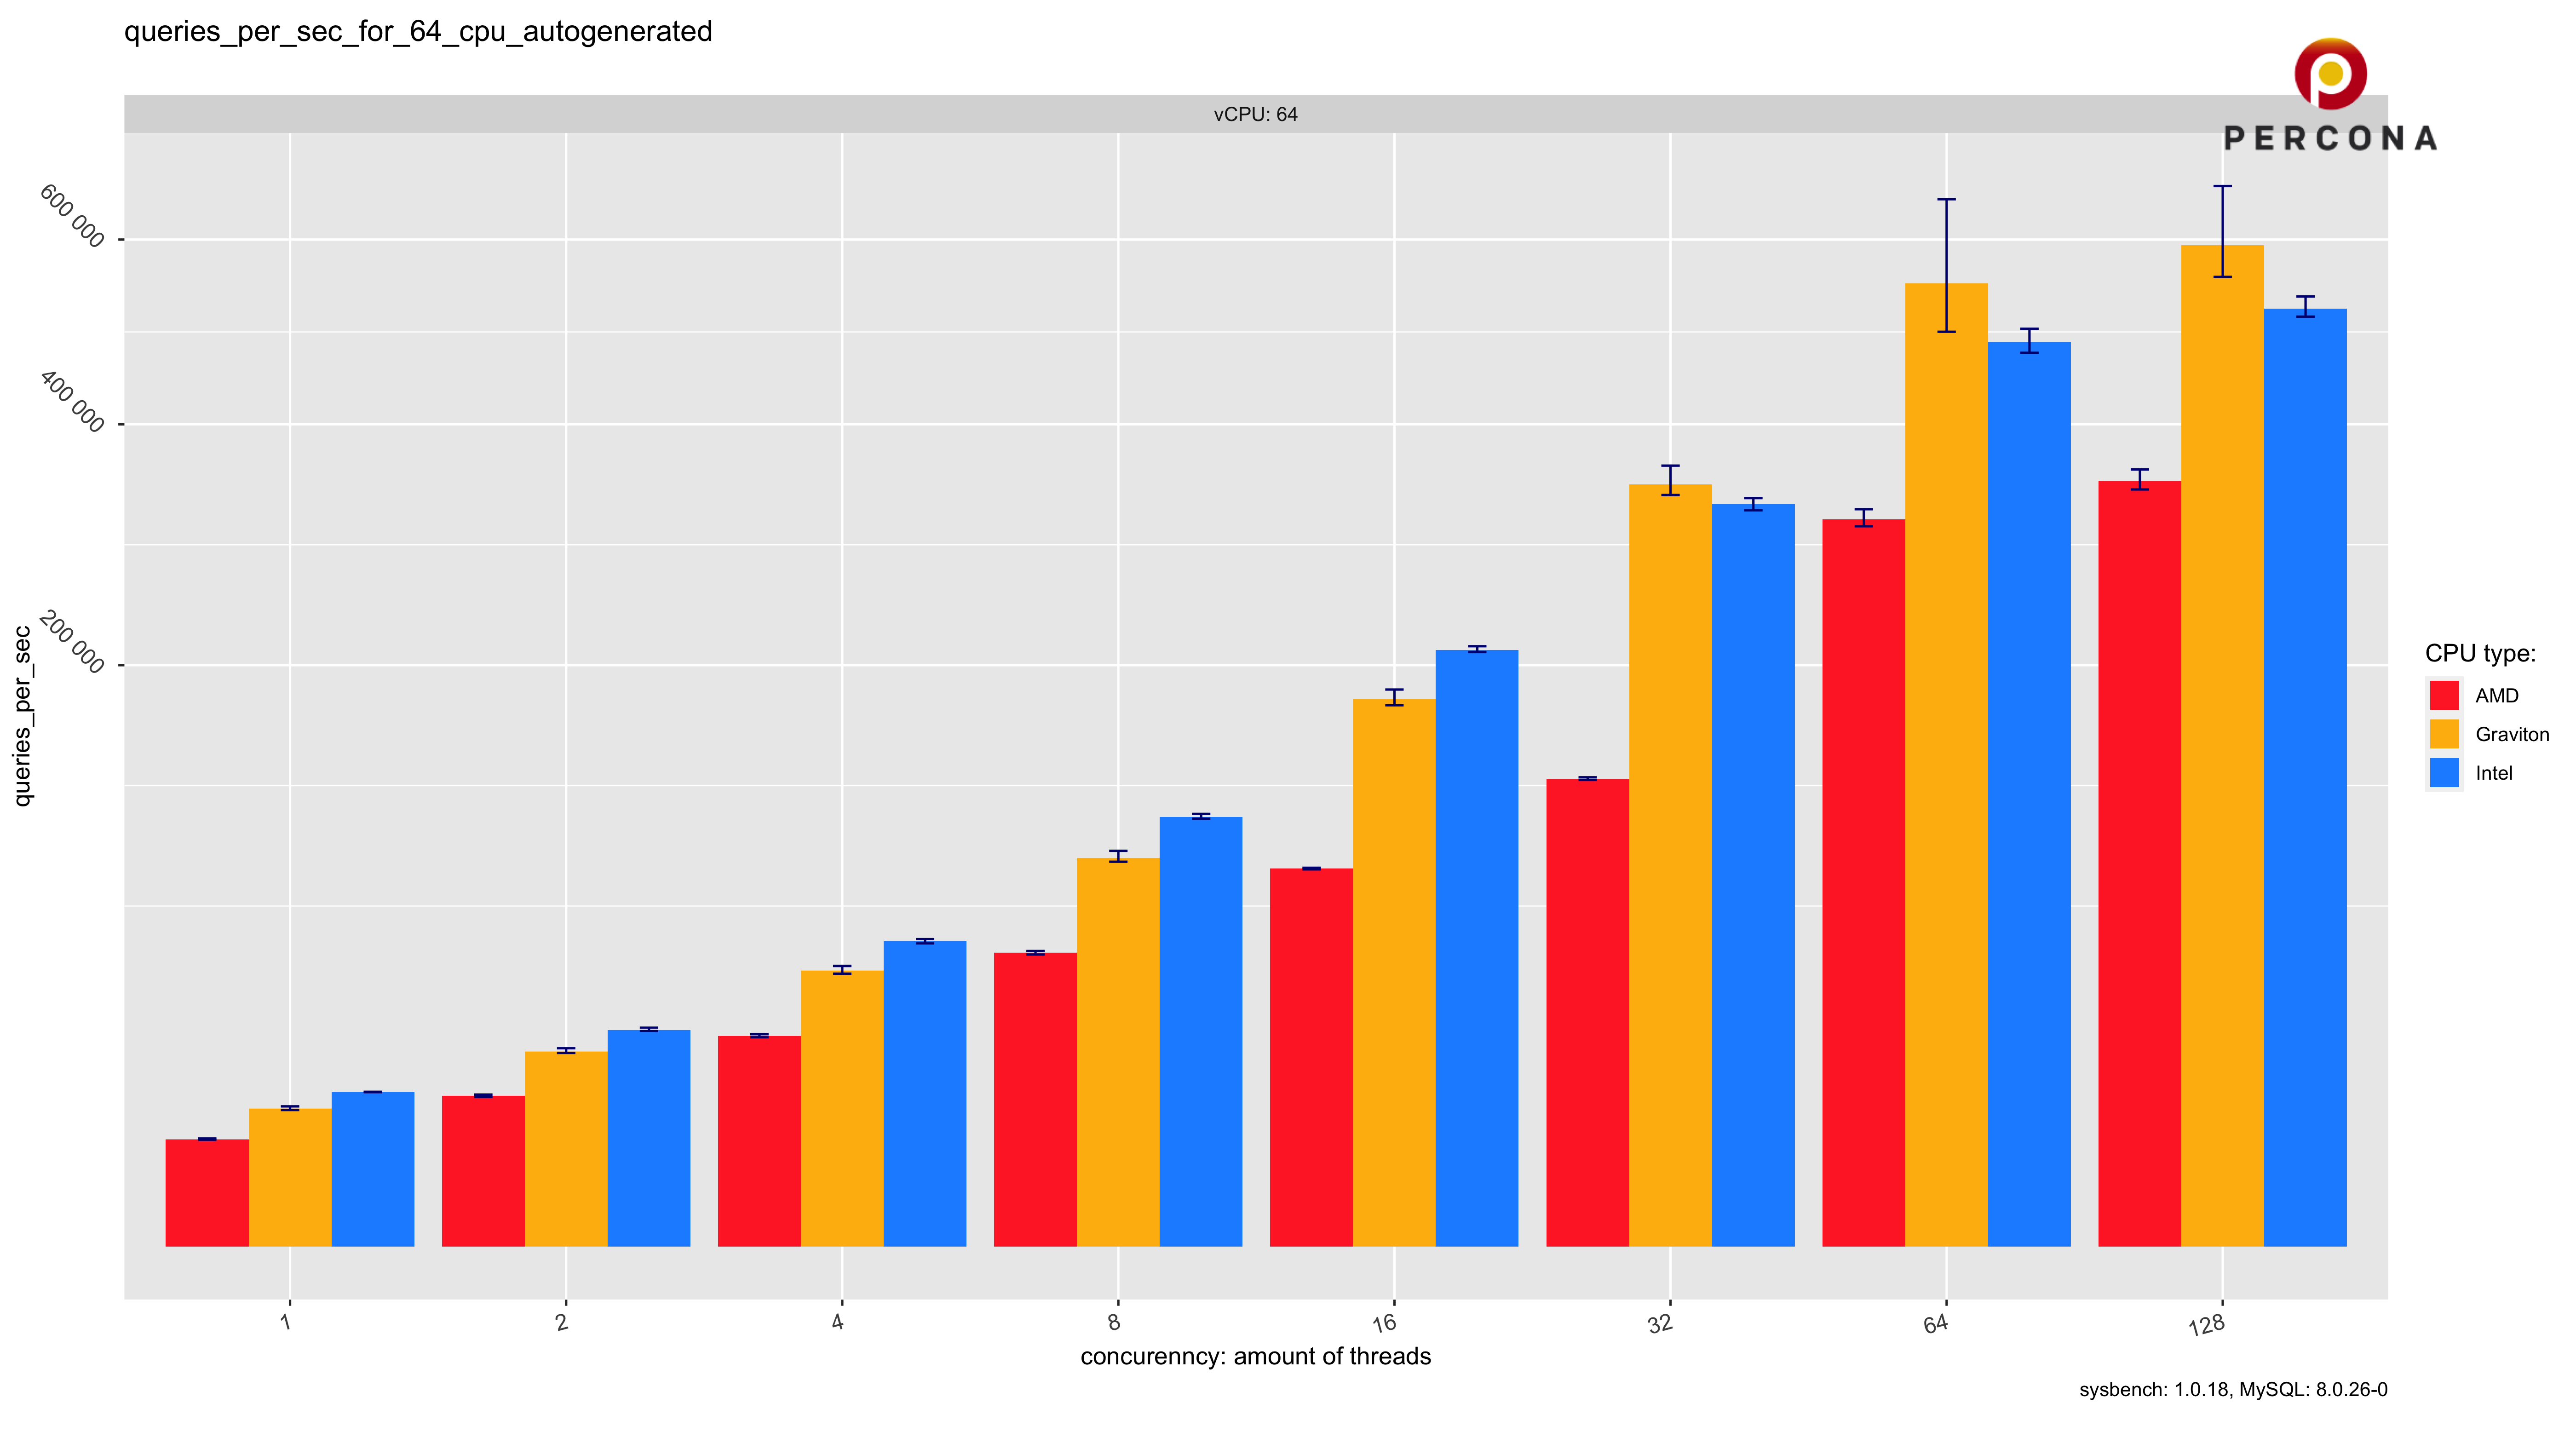 queries_per_sec_for_64_cpu_autogenerated
PERCONA
vCPU: 64
600 000
400 000
200 000
queries_per_sec
CPU type:
AMD
Graviton
Intel
1
2
4
8
16
32
64
128
concurenncy: amount of threads
sysbench: 1.0.18, MySQL: 8.0.26-0